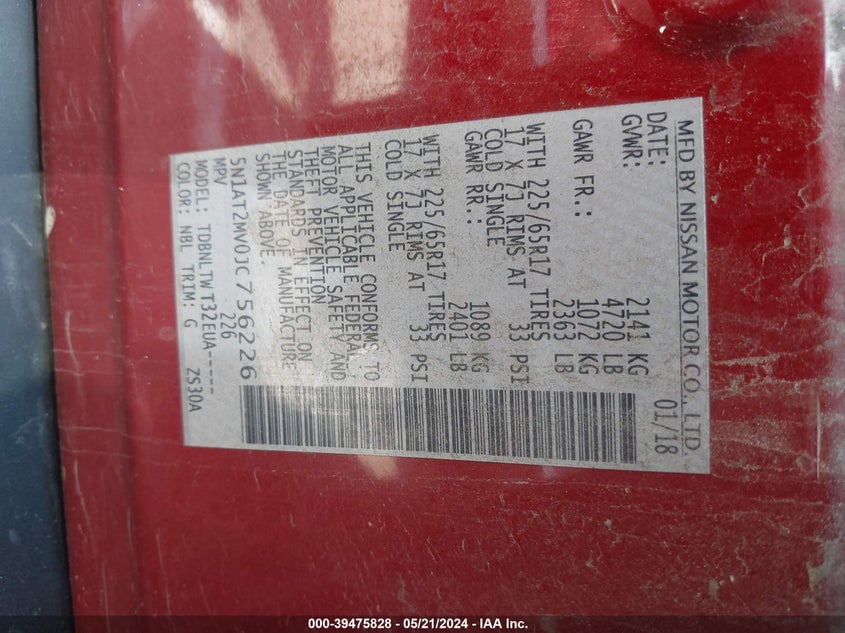 MFD BY NISSAN MOTOR CO., LTD.
DATE: 01/18
GVWR: 2141 KG
4720 LB
GAWR FR.: 1072 KG
2363 LB
WITH 225/65R17 TIRES
17 X 7J RIMS AT 33 PSI
COLD SINGLE
GAWR RR.: 1089 KG
2401 LB
WITH 225/65R17 TIRES
17 X 7J RIMS AT 33 PSI
COLD SINGLE
THIS VEHICLE CONFORMS TO
ALL APPLICABLE FEDERAL
MOTOR VEHICLE SAFETY AND
THEFT PREVENTION
STANDARDS IN EFFECT ON
THE DATE OF MANUFACTURE
SHOWN ABOVE.
5N1AT2MV0JC756226
MPV 226
MODEL: TDBNLTWT32EUA-----
COLOR: NBL TRIM: G ZS30A
000-39475828 - 05/21/2024 - IAA Inc.